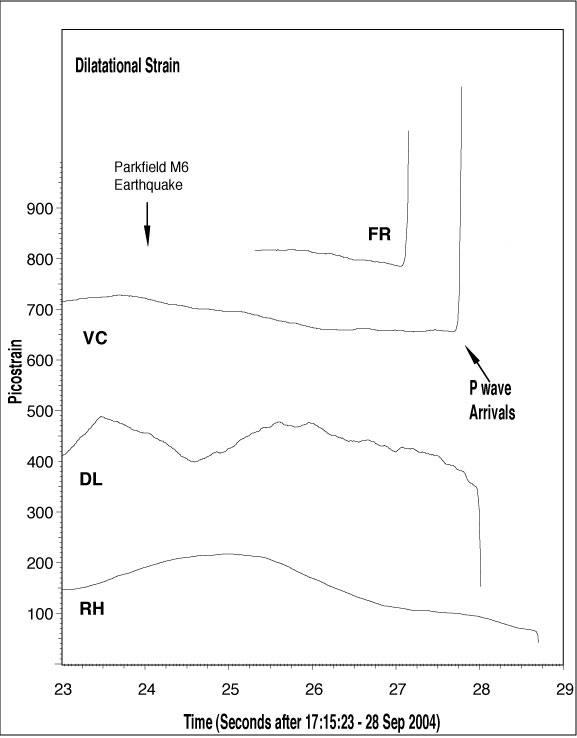 Dilatational Strain
Parkfield M6
Earthquake
FR
VC
P wave
Arrivals
DL
RH
Picostrain
900
800
700
600
500
400
300
200
100
23 24 25 26 27 28 29
Time (Seconds after 17:15:23 - 28 Sep 2004)